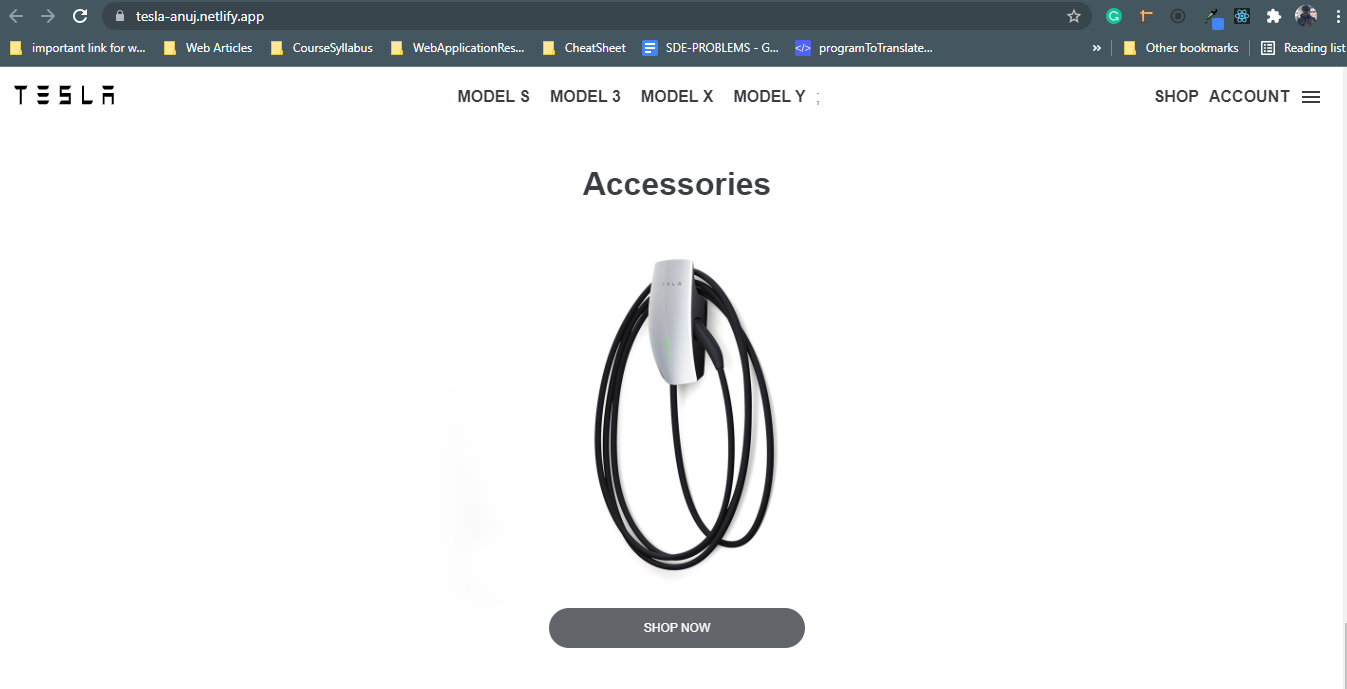 tesla-anuj.netlify.app
important link for w... Web Articles CourseSyllabus WebApplicationRes... CheatSheet SDE-PROBLEMS - G... </> programToTranslate... » Other bookmarks Reading list
TESLA MODEL S MODEL 3 MODEL X MODEL Y ; SHOP ACCOUNT
Accessories
TESLA
SHOP NOW